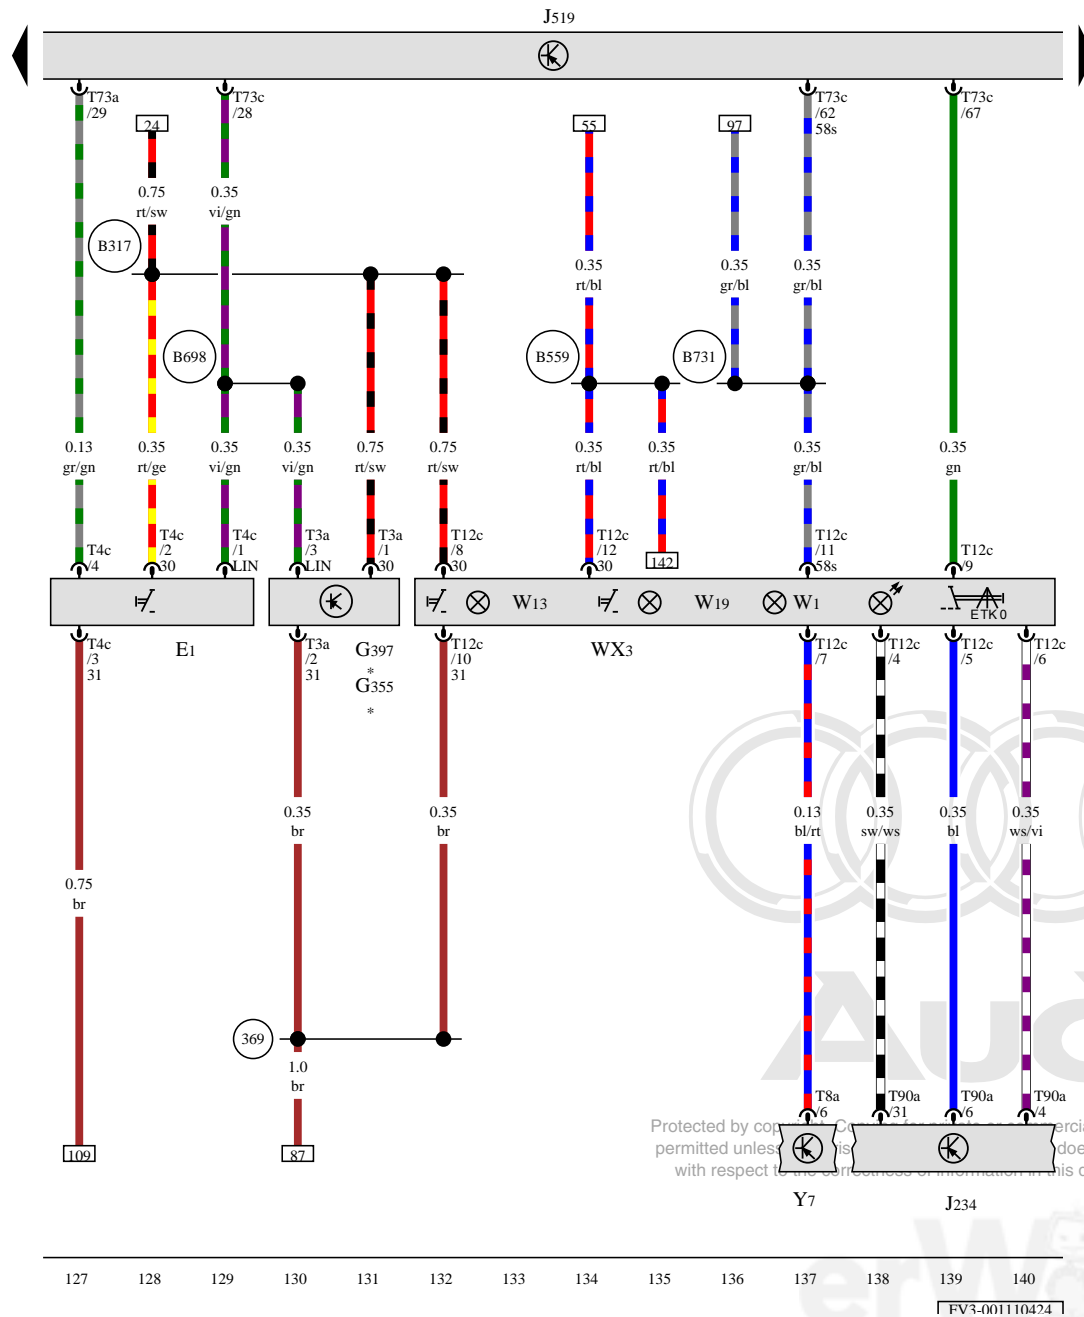 J519
T73a
/29
T73c
/28
T73c
/62
58s
T73c
/67
24
55
97
0.75
rt/sw
0.35
vi/gn
B317
0.35
rt/bl
0.35
gr/bl
0.35
gr/bl
B698
B559
B731
0.13
gr/gn
0.35
rt/ge
0.35
vi/gn
0.35
vi/gn
0.75
rt/sw
0.75
rt/sw
0.35
rt/bl
0.35
rt/bl
0.35
gr/bl
0.35
gn
T4c
/4
T4c
/2
30
T4c
/1
LIN
T3a
/3
LIN
T3a
/1
30
T12c
/8
30
T12c
/12
30
142
T12c
/11
58s
T12c
/9
W13
W19
W1
ETK0
T4c
/3
31
E1
T3a
/2
31
G397
*
G355
*
T12c
/10
31
WX3
T12c
/7
T12c
/4
T12c
/5
T12c
/6
0.35
br
0.35
br
0.13
bl/rt
0.35
sw/ws
0.35
bl
0.35
ws/vi
0.75
br
369
1.0
br
T8a
/6
T90a
/31
T90a
/6
T90a
/4
109
87
Protected by
permitted
with respect
Y7
J234
Audi
127 128 129 130 131 132 133 134 135 136 137 138 139 140
FV3-001110424